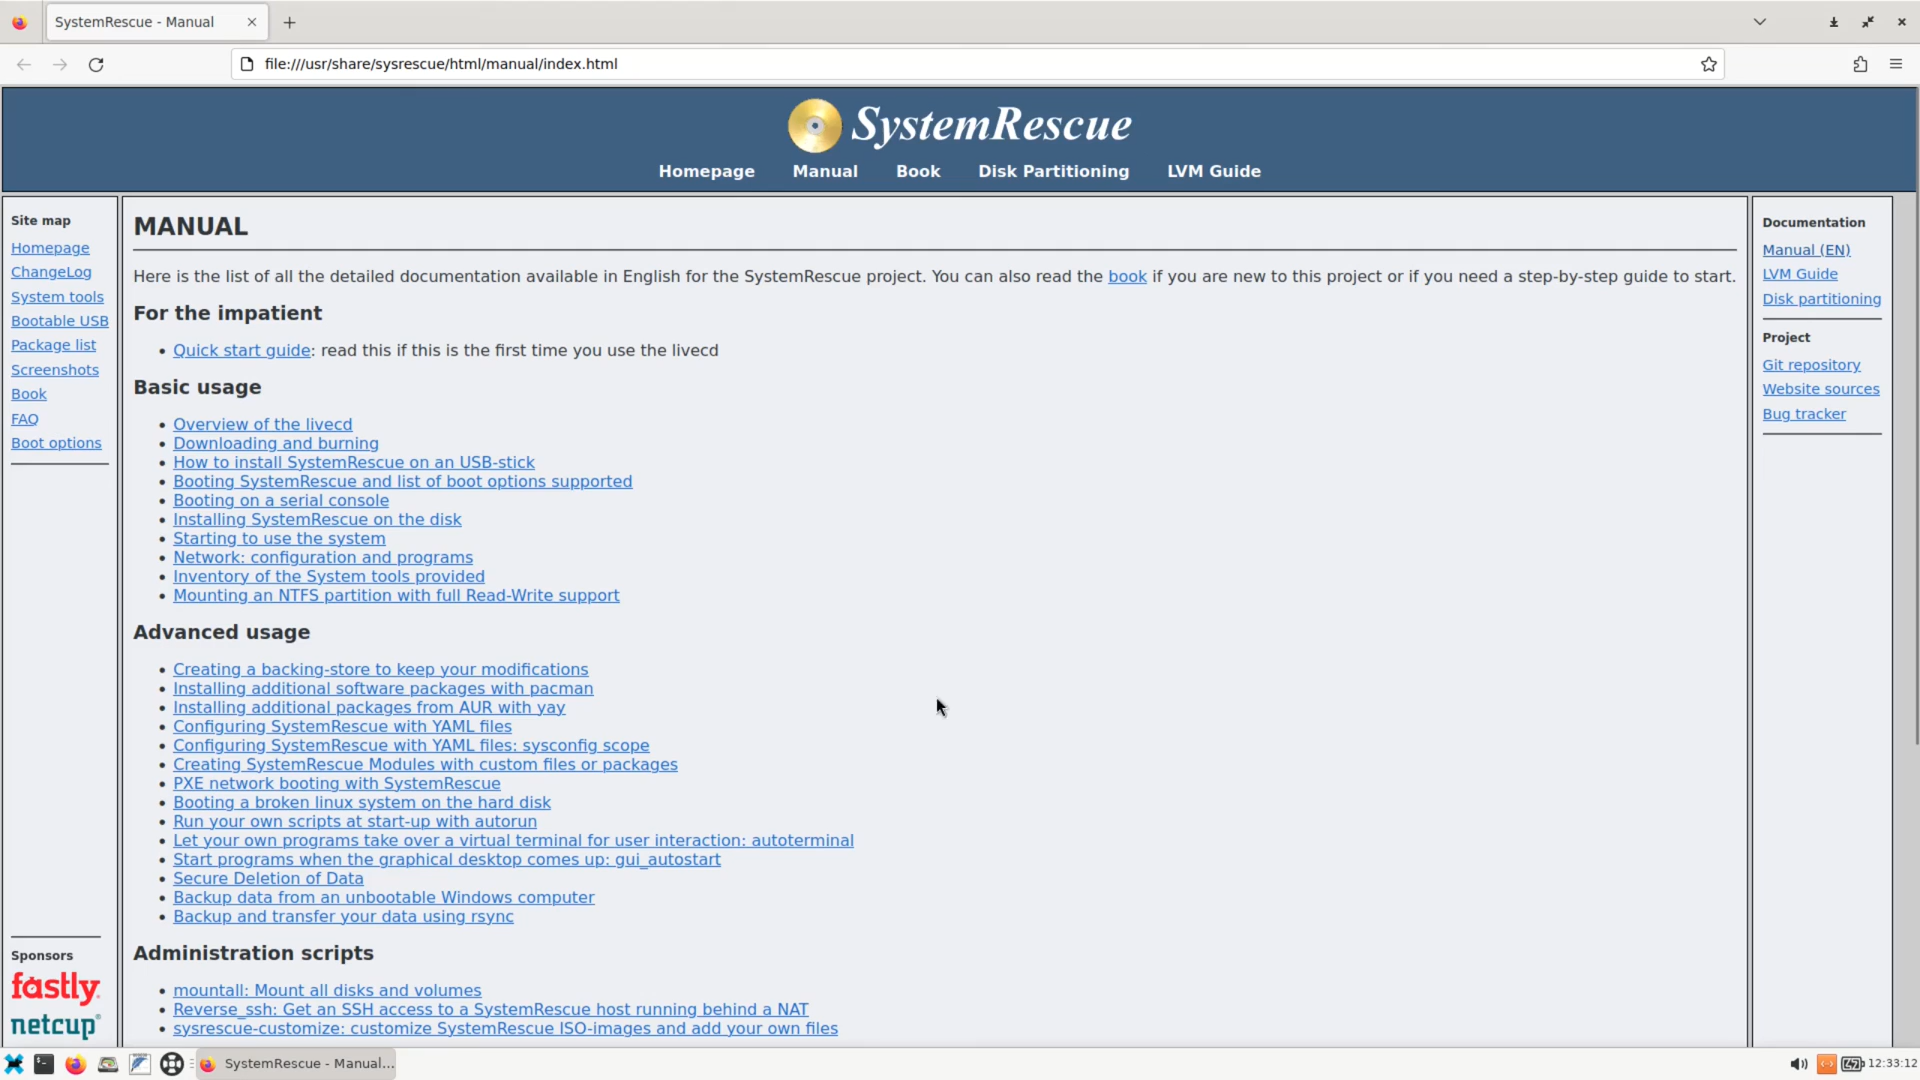 SystemRescue - Manual
file:///usr/share/sysrescue/html/manual/index.html
SystemRescue
Homepage Manual Book Disk Partitioning LVM Guide
Site map
Homepage
ChangeLog
System tools
Bootable USB
Package list
Screenshots
Book
FAQ
Boot options
Sponsors
fastly
netcup
MANUAL
Here is the list of all the detailed documentation available in English for the SystemRescue project. You can also read the book if you are new to this project or if you need a step-by-step guide to start.
For the impatient
• Quick start guide: read this if this is the first time you use the livecd
Basic usage
• Overview of the livecd
• Downloading and burning
• How to install SystemRescue on an USB-stick
• Booting SystemRescue and list of boot options supported
• Booting on a serial console
• Installing SystemRescue on the disk
• Starting to use the system
• Network: configuration and programs
• Inventory of the System tools provided
• Mounting an NTFS partition with full Read-Write support
Advanced usage
• Creating a backing-store to keep your modifications
• Installing additional software packages with pacman
• Installing additional packages from AUR with yay
• Configuring SystemRescue with YAML files
• Configuring SystemRescue with YAML files: sysconfig scope
• Creating SystemRescue Modules with custom files or packages
• PXE network booting with SystemRescue
• Booting a broken linux system on the hard disk
• Run your own scripts at start-up with autorun
• Let your own programs take over a virtual terminal for user interaction: autoterminal
• Start programs when the graphical desktop comes up: gui_autostart
• Secure Deletion of Data
• Backup data from an unbootable Windows computer
• Backup and transfer your data using rsync
Administration scripts
• mountall: Mount all disks and volumes
• Reverse_ssh: Get an SSH access to a SystemRescue host running behind a NAT
• sysrescue-customize: customize SystemRescue ISO-images and add your own files
Documentation
Manual (EN)
LVM Guide
Disk partitioning
Project
Git repository
Website sources
Bug tracker
SystemRescue - Manual...
12:33:12